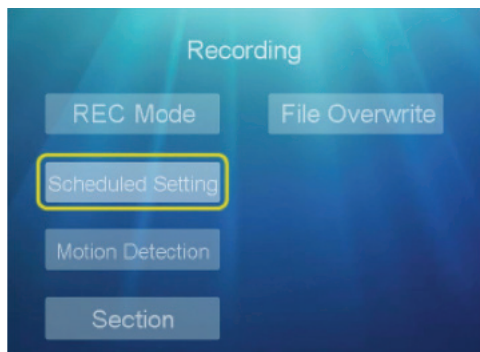 Recording
REC Mode
File Overwrite
Scheduled Setting
Motion Detection
Section